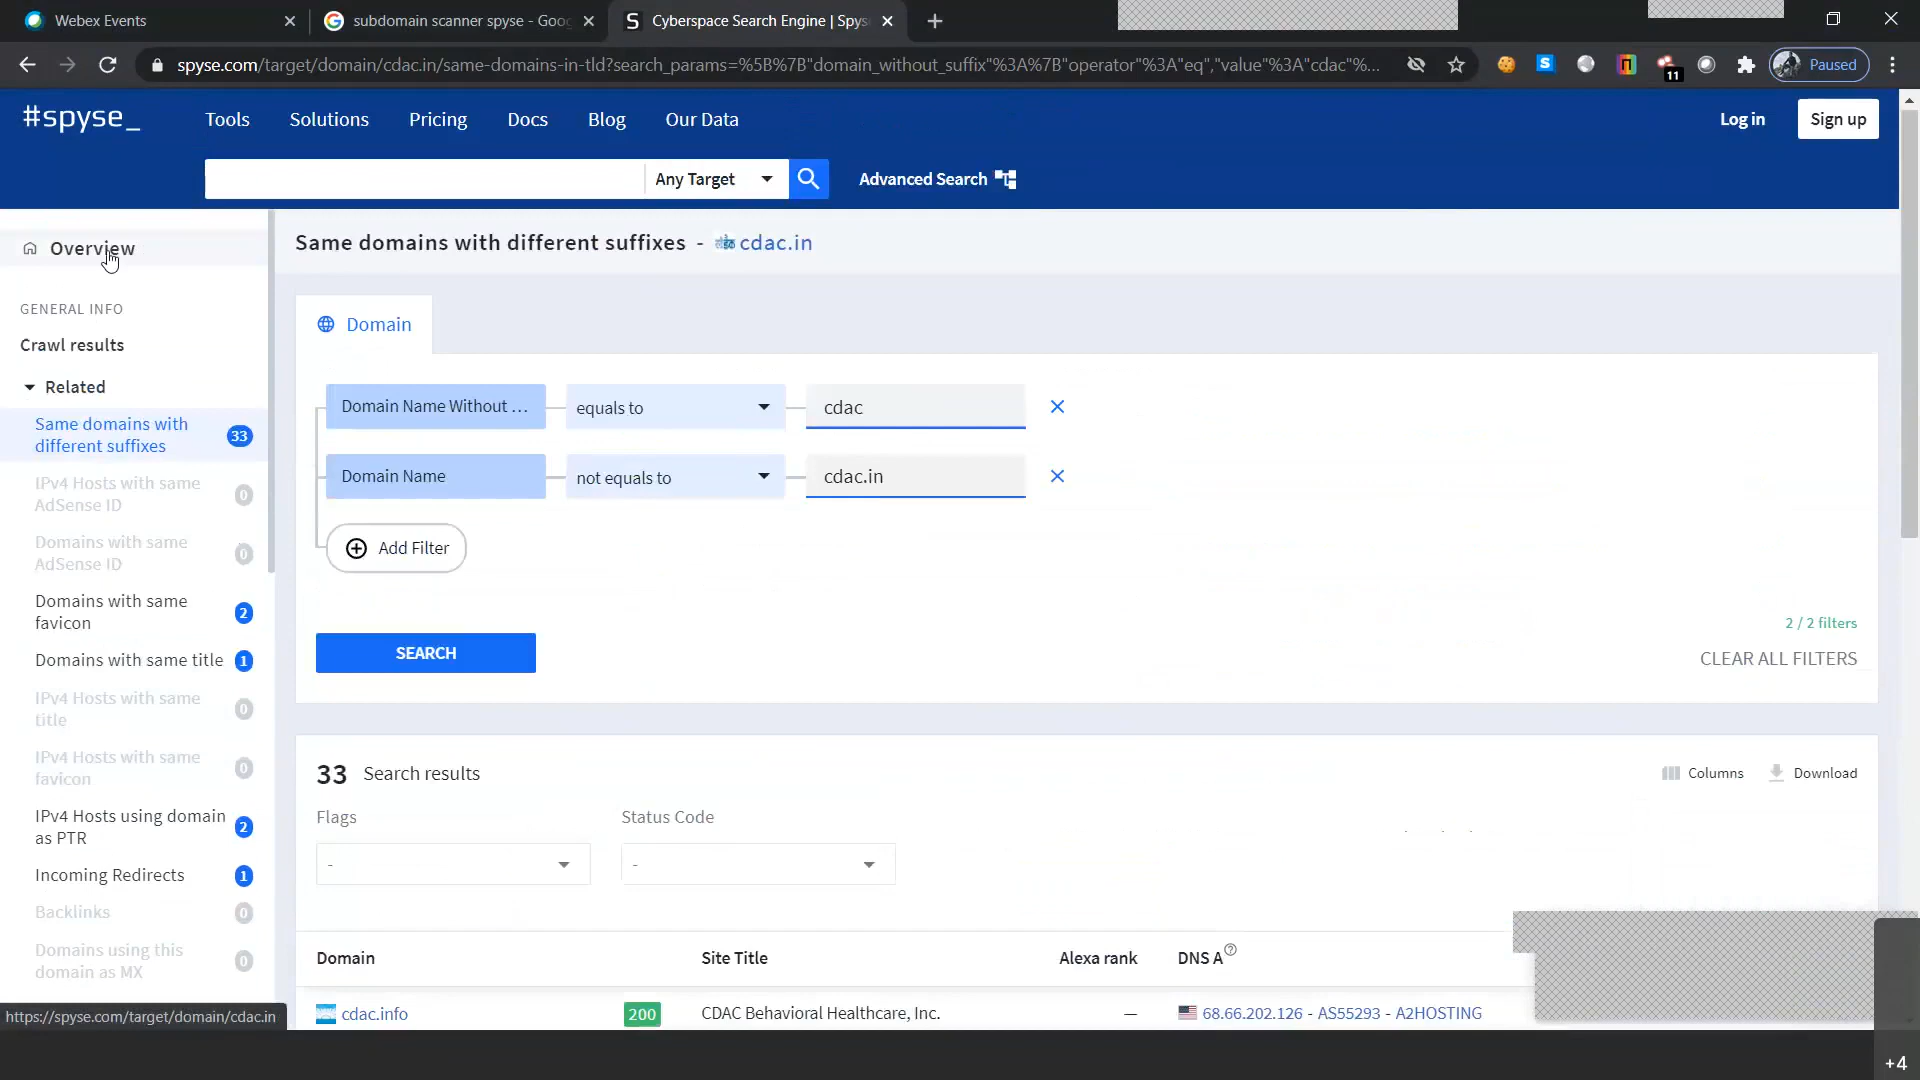 Webex Events
subdomain scanner spyse - Goo
Cyberspace Search Engine | Spyse
spyse.com/target/domain/cdac.in/same-domains-in-tld?search_params=%5B%7B"domain_without_suffix"%3A%7B"operator"%3A"eq","value"%3A"cdac"%...
11
Paused
#spyse_
Tools
Solutions
Pricing
Docs
Blog
Our Data
Log in
Sign up
Any Target
Advanced Search
Overview
GENERAL INFO
Crawl results
Related
Same domains with
different suffixes
33
IPv4 Hosts with same
AdSense ID
0
Domains with same
AdSense ID
0
Domains with same
favicon
2
Domains with same title
1
IPv4 Hosts with same
title
0
IPv4 Hosts with same
favicon
0
IPv4 Hosts using domain
as PTR
2
Incoming Redirects
1
Backlinks
0
Domains using this
domain as MX
0
https://spyse.com/target/domain/cdac.in
Same domains with different suffixes - cdac.in
Domain
Domain Name Without ...
equals to
cdac
Domain Name
not equals to
cdac.in
Add Filter
2 / 2 filters
SEARCH
CLEAR ALL FILTERS
33 Search results
Columns
Download
Flags
Status Code
-
-
Domain
Site Title
Alexa rank
DNS A
cdac.info
200
CDAC Behavioral Healthcare, Inc.
—
68.66.202.126 - AS55293 - A2HOSTING
+4